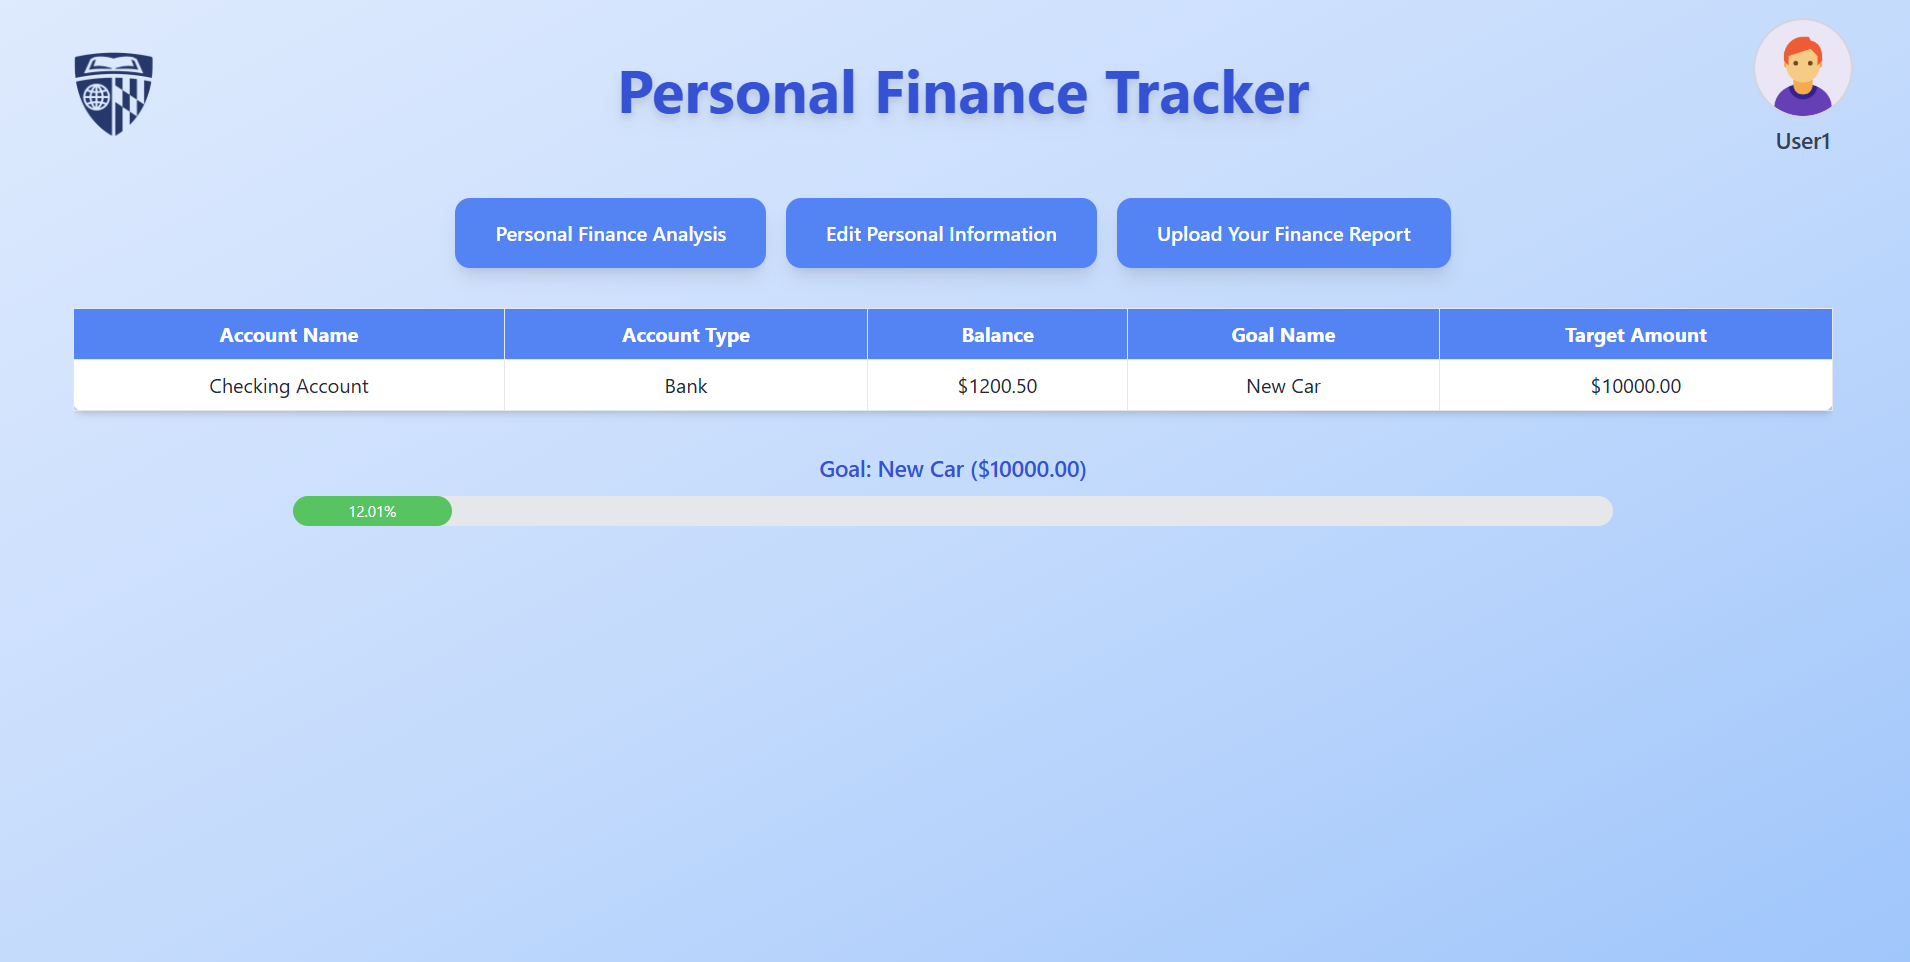 Personal Finance Tracker
User1
Personal Finance Analysis Edit Personal Information Upload Your Finance Report
Account Name Account Type Balance Goal Name Target Amount
Checking Account Bank $1200.50 New Car $10000.00
Goal: New Car ($10000.00)
12.01%